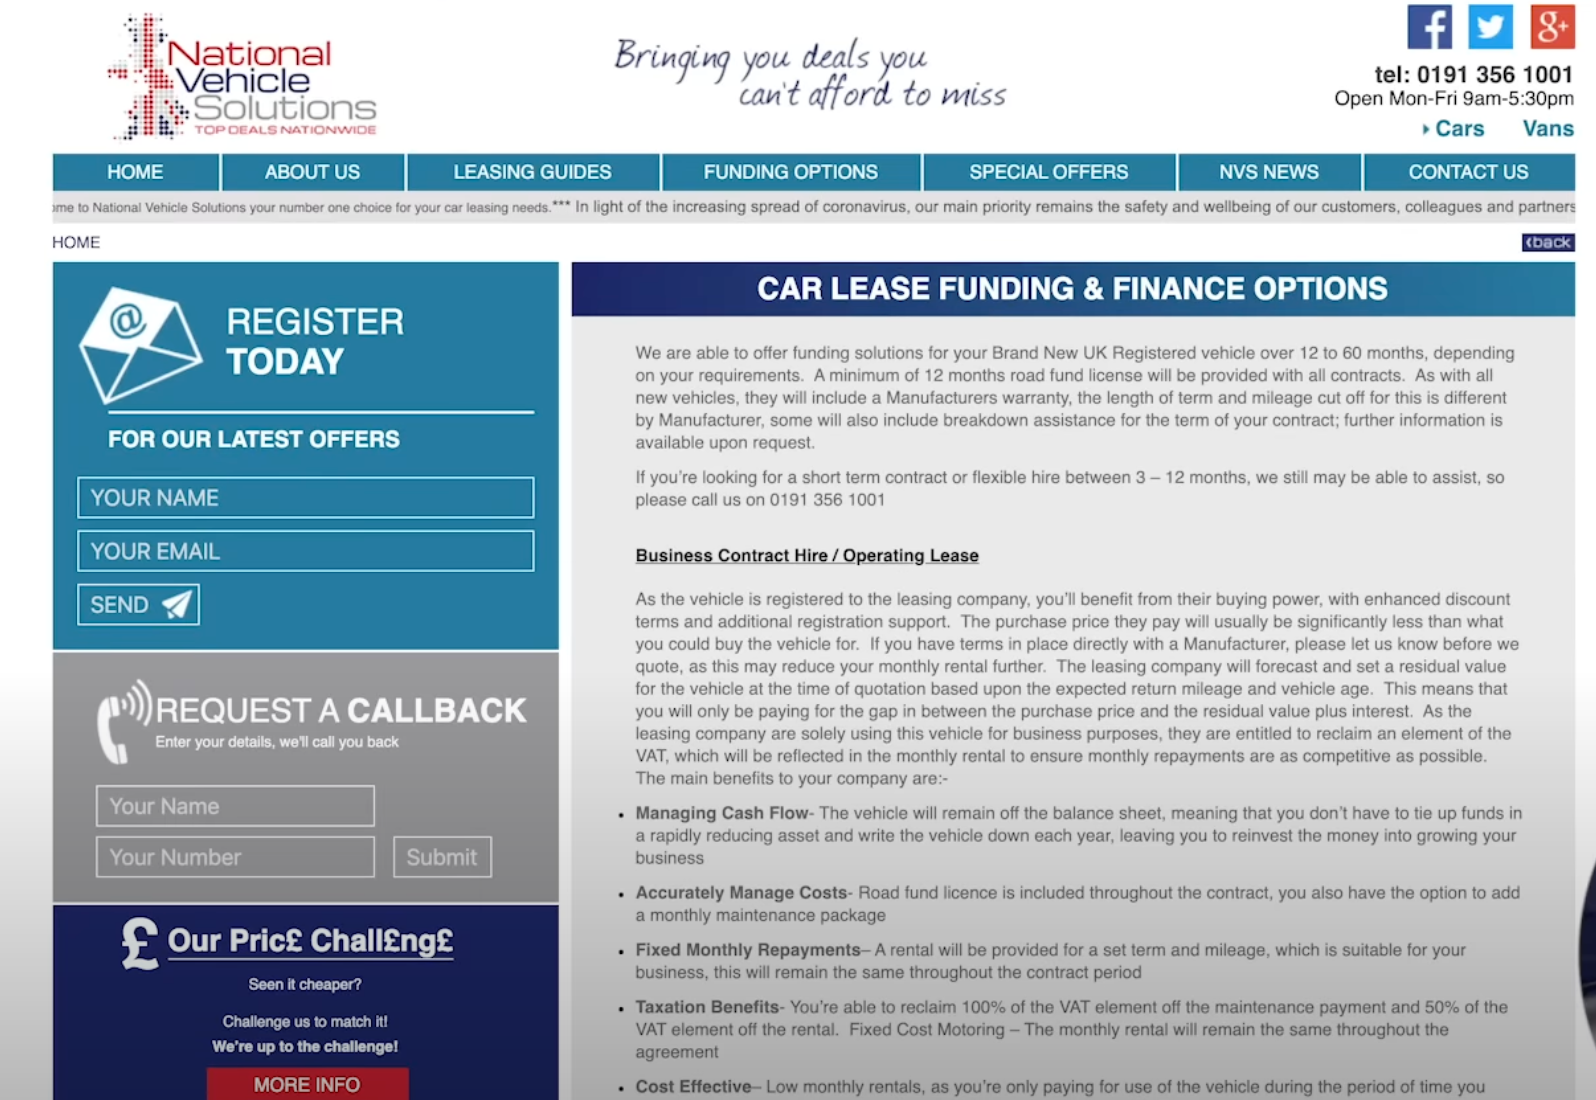 National
Vehicle
Solutions
TOP DEALS NATIONWIDE
Bringing you deals you
can't afford to miss
f
g+
tel: 0191 356 1001
Open Mon-Fri 9am-5:30pm
Cars Vans
HOME ABOUT US LEASING GUIDES FUNDING OPTIONS SPECIAL OFFERS NVS NEWS CONTACT US
me to National Vehicle Solutions your number one choice for your car leasing needs.*** In light of the increasing spread of coronavirus, our main priority remains the safety and wellbeing of our customers, colleagues and partners
HOME
‹back
@
REGISTER
TODAY
FOR OUR LATEST OFFERS
YOUR NAME
YOUR EMAIL
SEND
REQUEST A CALLBACK
Enter your details, we'll call you back
Your Name
Your Number Submit
£ Our Pric£ Chall£ng£
Seen it cheaper?
Challenge us to match it!
We're up to the challenge!
MORE INFO
CAR LEASE FUNDING & FINANCE OPTIONS
We are able to offer funding solutions for your Brand New UK Registered vehicle over 12 to 60 months, depending
on your requirements. A minimum of 12 months road fund license will be provided with all contracts. As with all
new vehicles, they will include a Manufacturers warranty, the length of term and mileage cut off for this is different
by Manufacturer, some will also include breakdown assistance for the term of your contract; further information is
available upon request.
If you're looking for a short term contract or flexible hire between 3 – 12 months, we still may be able to assist, so
please call us on 0191 356 1001
Business Contract Hire / Operating Lease
As the vehicle is registered to the leasing company, you'll benefit from their buying power, with enhanced discount
terms and additional registration support. The purchase price they pay will usually be significantly less than what
you could buy the vehicle for. If you have terms in place directly with a Manufacturer, please let us know before we
quote, as this may reduce your monthly rental further. The leasing company will forecast and set a residual value
for the vehicle at the time of quotation based upon the expected return mileage and vehicle age. This means that
you will only be paying for the gap in between the purchase price and the residual value plus interest. As the
leasing company are solely using this vehicle for business purposes, they are entitled to reclaim an element of the
VAT, which will be reflected in the monthly rental to ensure monthly repayments are as competitive as possible.
The main benefits to your company are:-
• Managing Cash Flow- The vehicle will remain off the balance sheet, meaning that you don't have to tie up funds in
a rapidly reducing asset and write the vehicle down each year, leaving you to reinvest the money into growing your
business
• Accurately Manage Costs- Road fund licence is included throughout the contract, you also have the option to add
a monthly maintenance package
• Fixed Monthly Repayments– A rental will be provided for a set term and mileage, which is suitable for your
business, this will remain the same throughout the contract period
• Taxation Benefits- You're able to reclaim 100% of the VAT element off the maintenance payment and 50% of the
VAT element off the rental. Fixed Cost Motoring – The monthly rental will remain the same throughout the
agreement
• Cost Effective– Low monthly rentals, as you're only paying for use of the vehicle during the period of time you